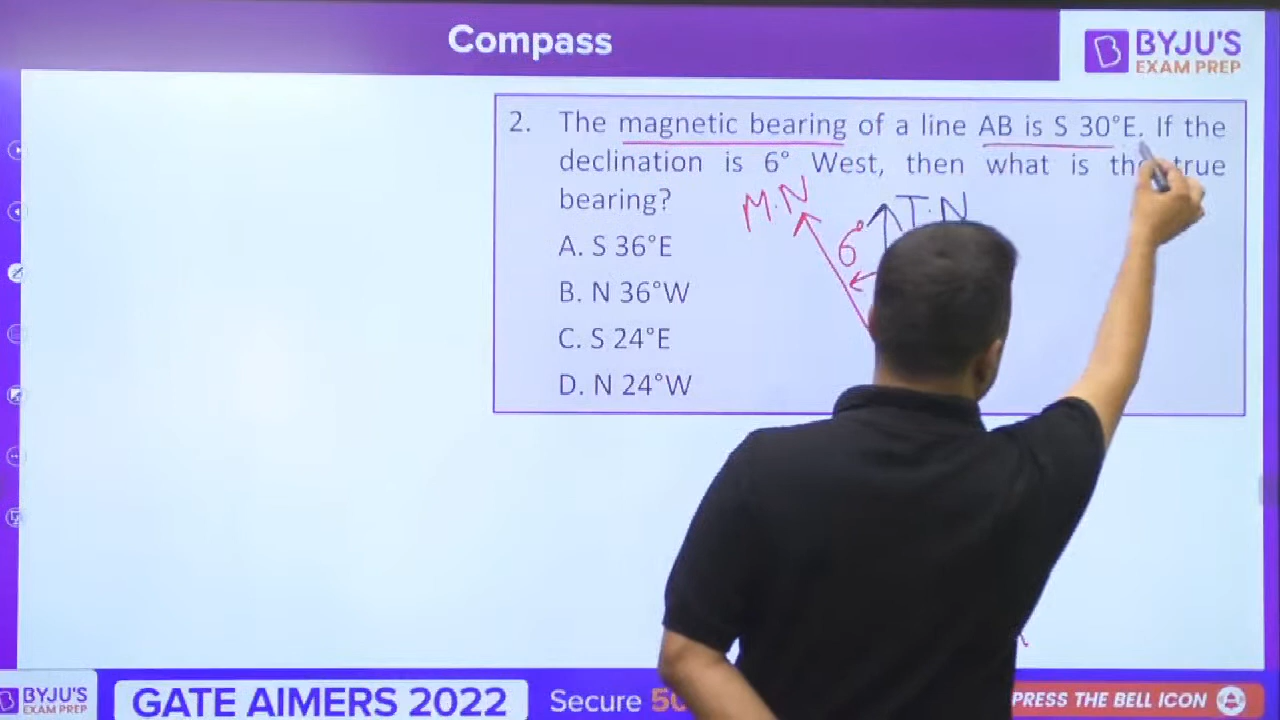 Compass
BYJU'S
EXAM PREP
2. The magnetic bearing of a line AB is S 30°E. If the
declination is 6° West, then what is the true
bearing?
M.N
T.N
6°
A. S 36°E
B. N 36°W
C. S 24°E
D. N 24°W
BYJU'S
EXAM PREP
GATE AIMERS 2022
Secure
PRESS THE BELL ICON